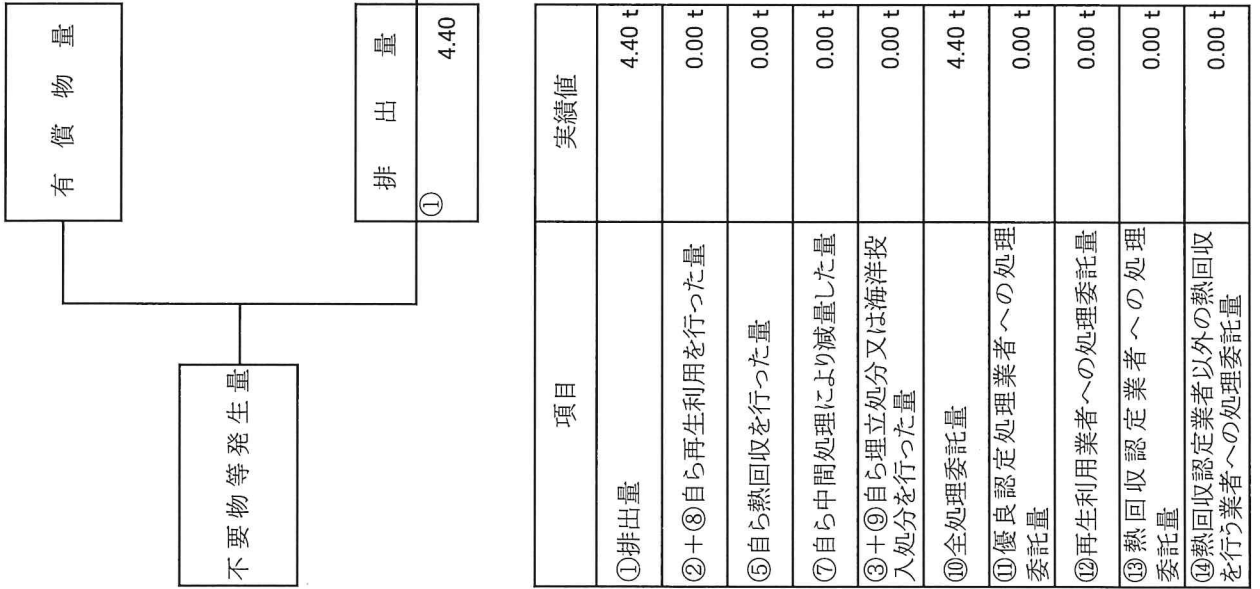 不要物等発生量
有償物量
排出量
①
4.40
項目 実績値
①排出量 4.40 t
②+⑧自ら再生利用を行った量 0.00 t
⑤自ら熱回収を行った量 0.00 t
⑦自ら中間処理により減量した量 0.00 t
③+⑨自ら埋立処分又は海洋投
入処分を行った量 0.00 t
⑩全処理委託量 4.40 t
⑪優良認定処理業者への処理
委託量 0.00 t
⑫再生利用業者への処理委託量 0.00 t
⑬熱回収認定業者への処理
委託量 0.00 t
⑭熱回収認定業者以外の熱回収
を行う業者への処理委託量 0.00 t